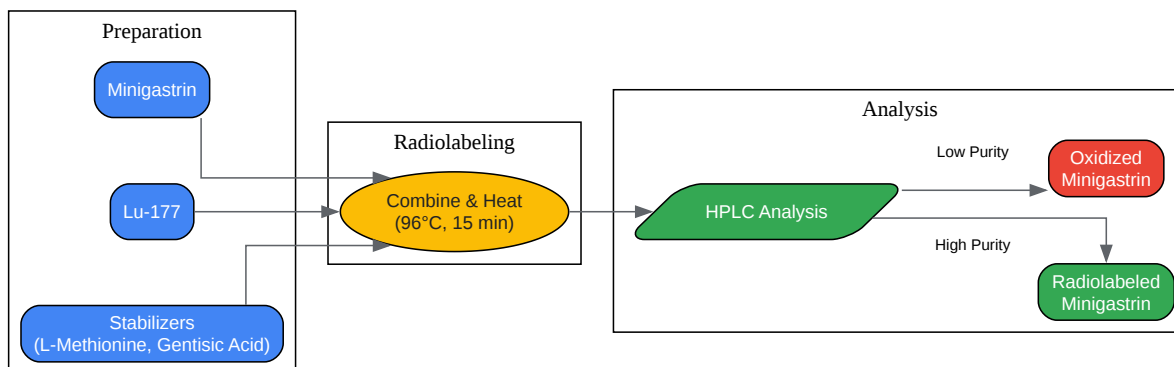 Preparation
Minigastrin
Lu-177
Stabilizers
(L-Methionine, Gentisic Acid)
Radiolabeling
Combine & Heat
(96°C, 15 min)
Analysis
HPLC Analysis
Low Purity
High Purity
Oxidized
Minigastrin
Radiolabeled
Minigastrin